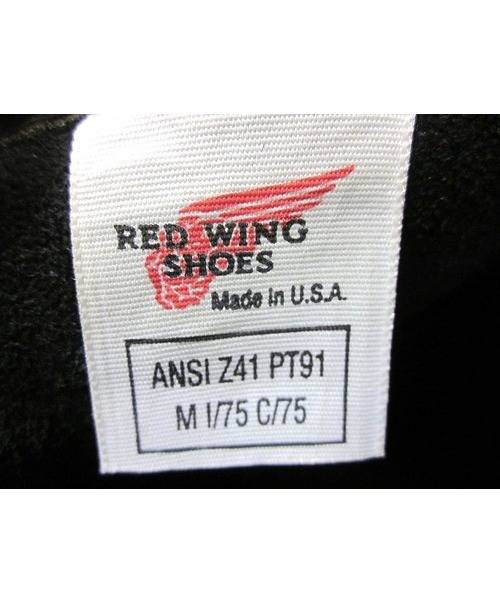 RED WING
SHOES
Made in U.S.A.
ANSI Z41 PT91
M I/75 C/75